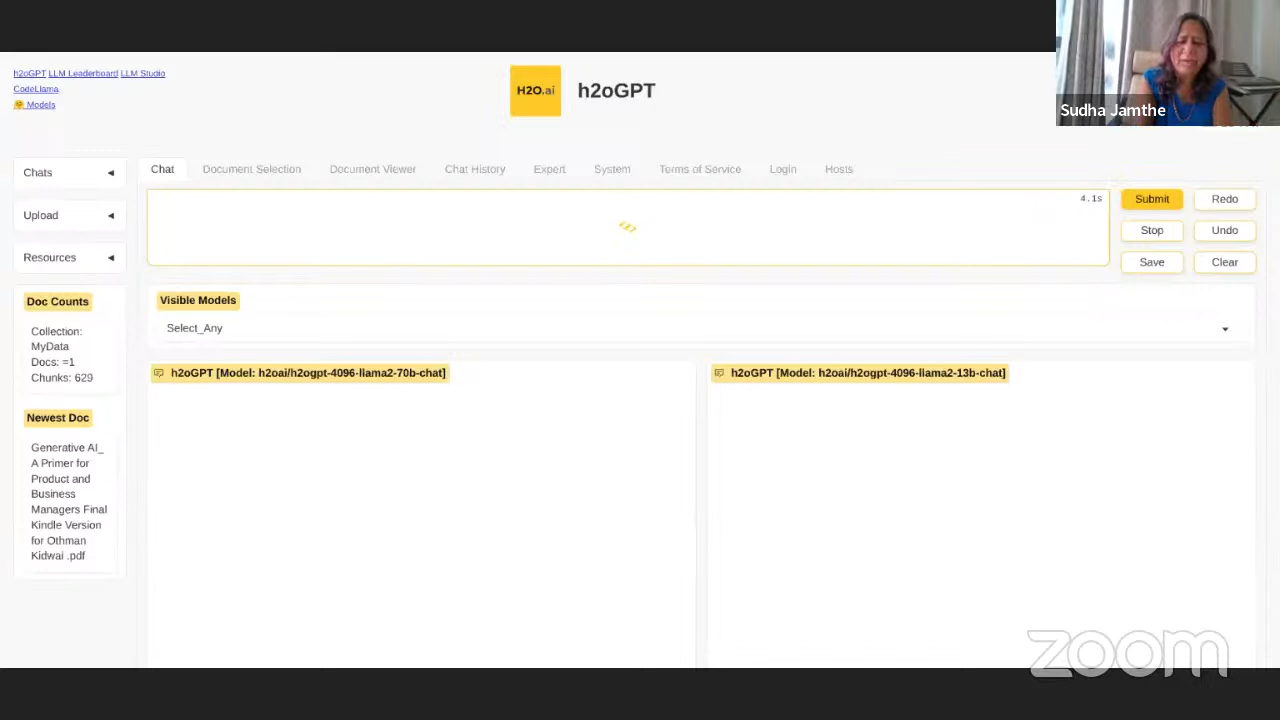 Sudha Jamthe
h2oGPT LLM Leaderboard LLM Studio
CodeLlama
🤗 Models
H2O.ai
h2oGPT
Chats
Upload
Resources
Doc Counts
Collection:
MyData
Docs: =1
Chunks: 629
Newest Doc
Generative AI_
A Primer for
Product and
Business
Managers Final
Kindle Version
for Othman
Kidwai .pdf
Chat Document Selection Document Viewer Chat History Expert System Terms of Service Login Hosts
4.1s
Submit Redo
Stop Undo
Save Clear
Visible Models
Select_Any
h2oGPT [Model: h2oai/h2ogpt-4096-llama2-70b-chat]
h2oGPT [Model: h2oai/h2ogpt-4096-llama2-13b-chat]
zoom